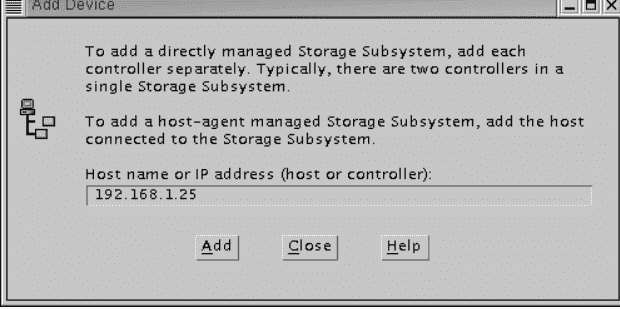 Add Device
To add a directly managed Storage Subsystem, add each
controller separately. Typically, there are two controllers in a
single Storage Subsystem.
To add a host-agent managed Storage Subsystem, add the host
connected to the Storage Subsystem.
Host name or IP address (host or controller):
192.168.1.25
Add Close Help